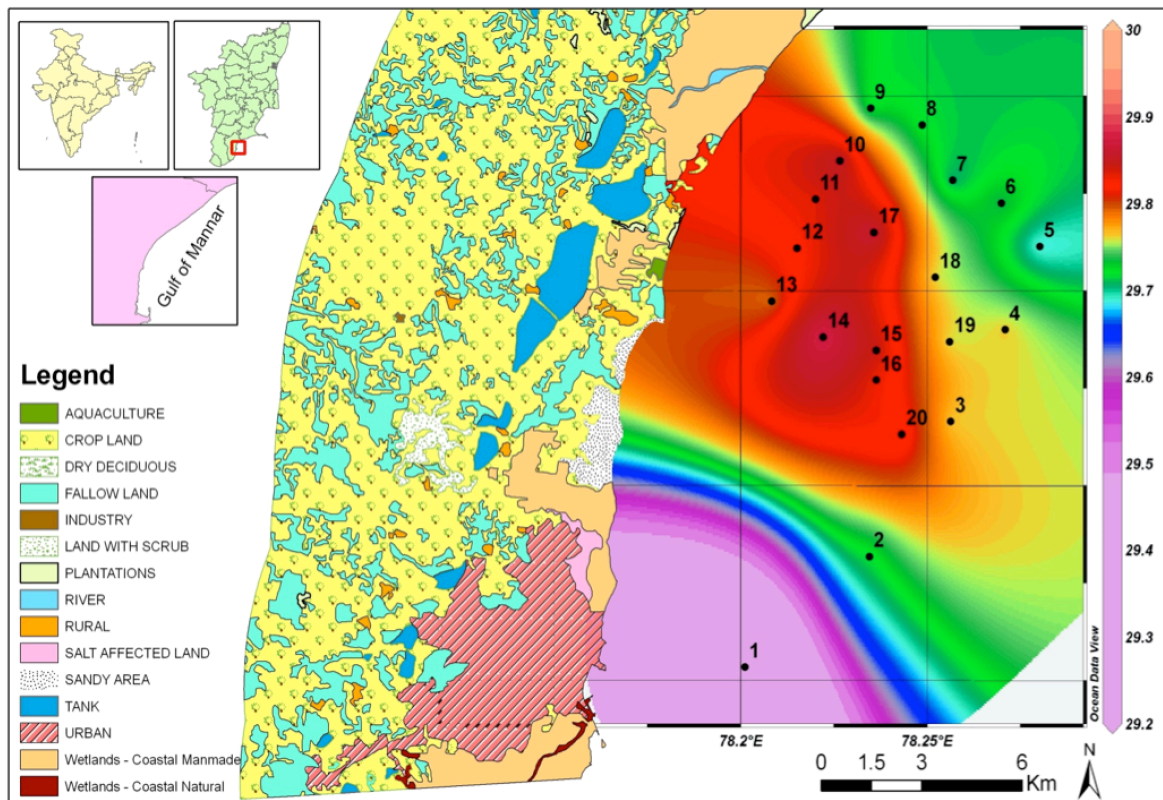 Gulf of Mannar
Legend
AQUACULTURE
CROP LAND
DRY DECIDUOUS
FALLOW LAND
INDUSTRY
LAND WITH SCRUB
PLANTATIONS
RIVER
RURAL
SALT AFFECTED LAND
SANDY AREA
TANK
URBAN
Wetlands - Coastal Manmade
Wetlands - Coastal Natural
9
8
10
7
11
6
17
12
5
18
13
4
14
15
19
16
3
20
2
1
78.2°E
78.25°E
0 1.5 3 6
Km
N
Ocean Data View
30
29.9
29.8
29.7
29.6
29.5
29.4
29.3
29.2